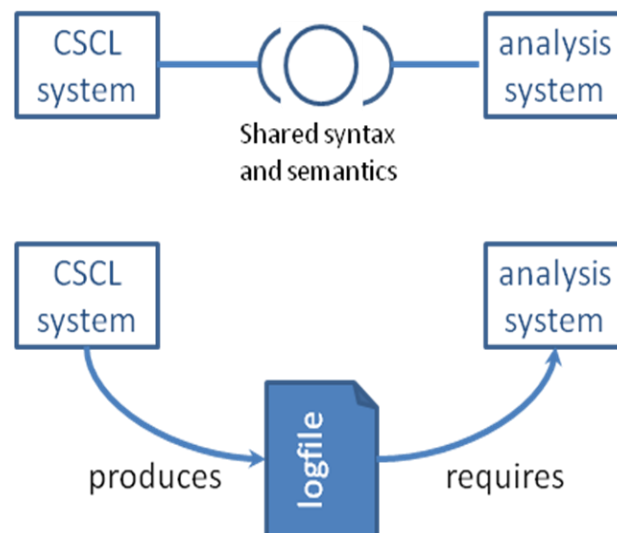 CSCL
system
analysis
system
Shared syntax
and semantics
CSCL
system
analysis
system
logfile
produces
requires